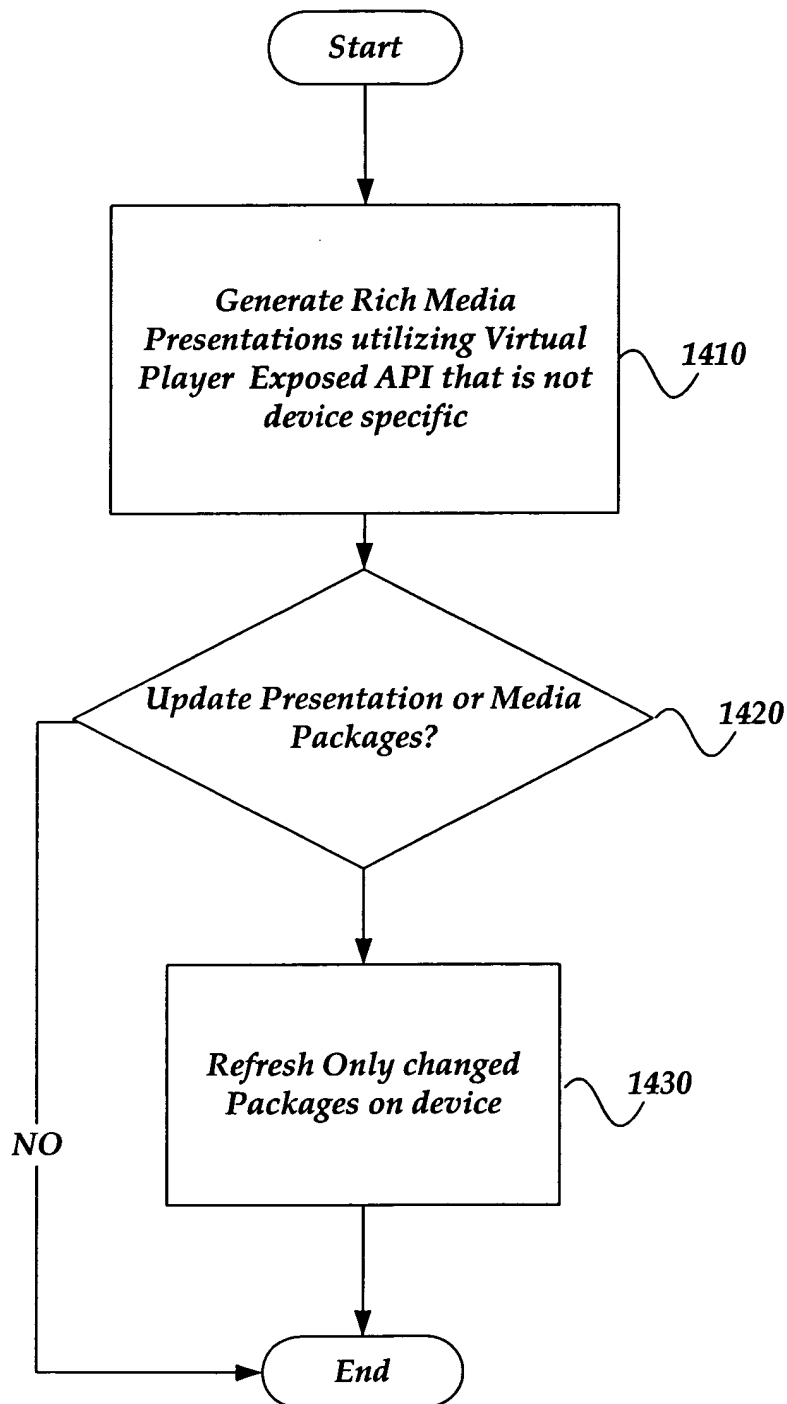 Start
Generate Rich Media
Presentations utilizing Virtual
Player Exposed API that is not
device specific
1410
Update Presentation or Media
Packages?
1420
Refresh Only changed
Packages on device
1430
NO
End